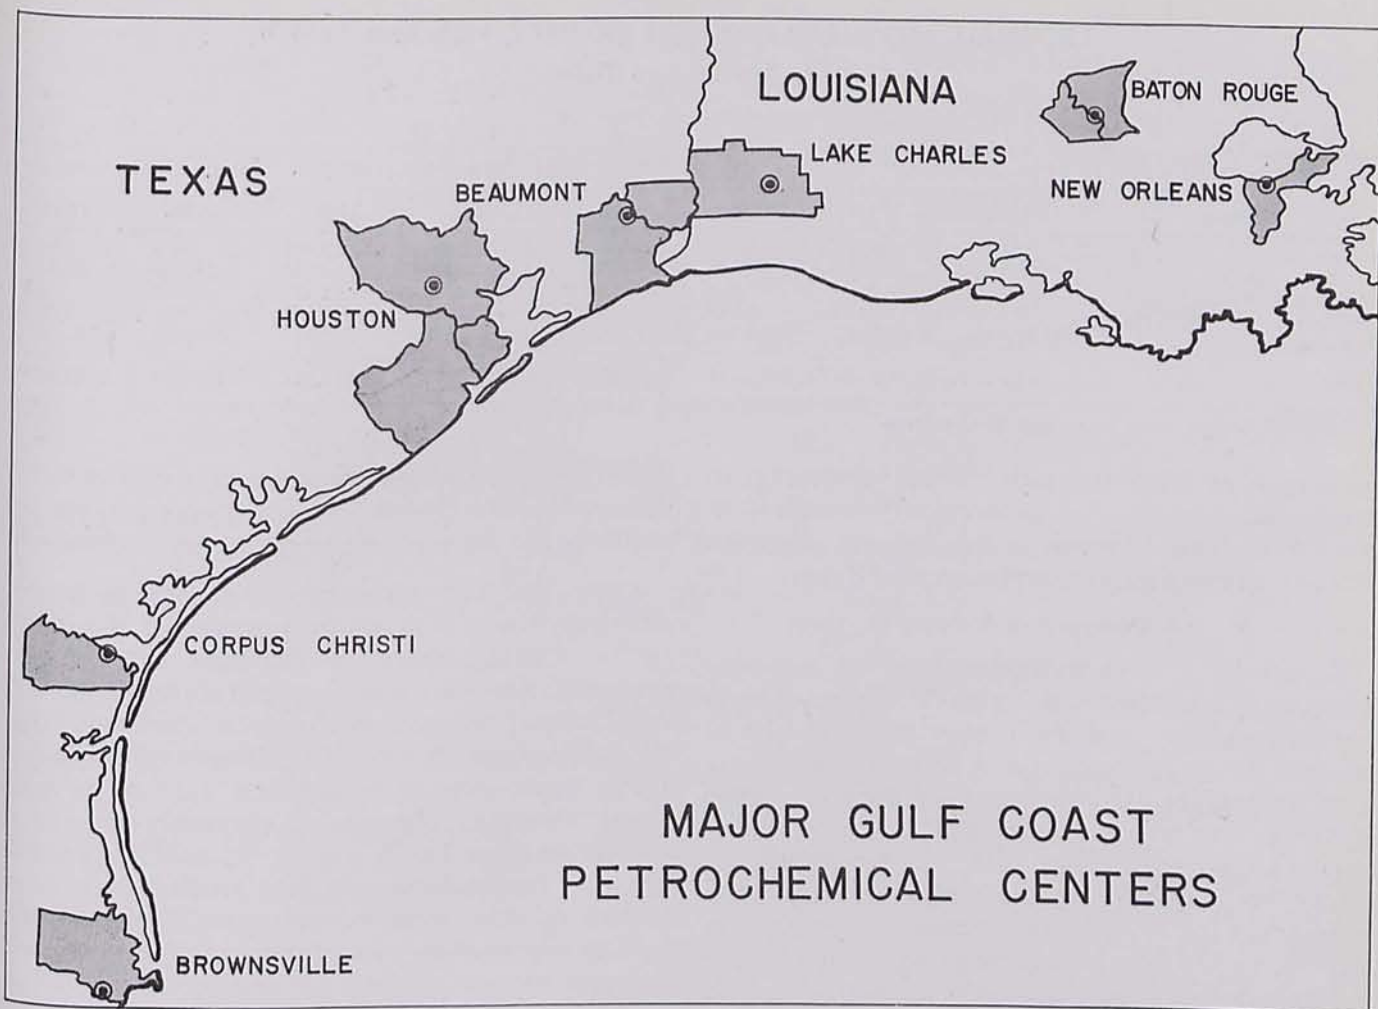 LOUISIANA
BATON ROUGE
LAKE CHARLES
TEXAS
BEAUMONT
NEW ORLEANS
HOUSTON
CORPUS CHRISTI
MAJOR GULF COAST
PETROCHEMICAL CENTERS
BROWNSVILLE